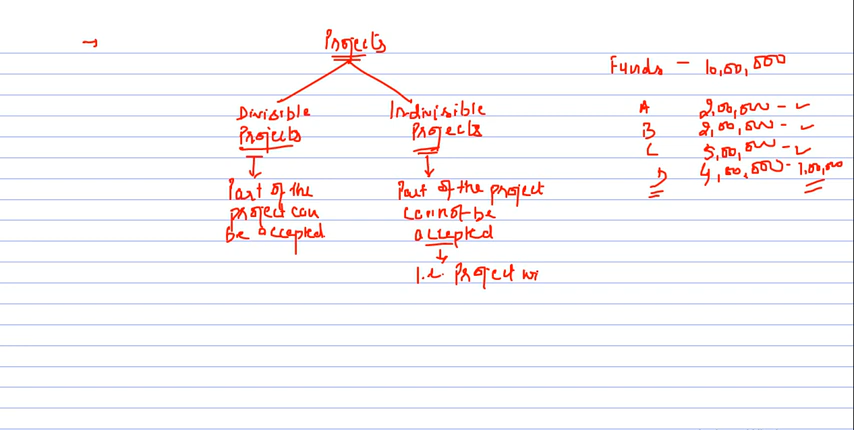 → Projects
Divisible Projects
Part of the project can be accepted
Indivisible Projects
Part of the project cannot be accepted
I.e. Project wi
Funds - 10,00,000
A 2,00,000 - ✓
B 2,00,000 - ✓
C 5,00,000 - ✓
D 4,00,000 - 1,00,000